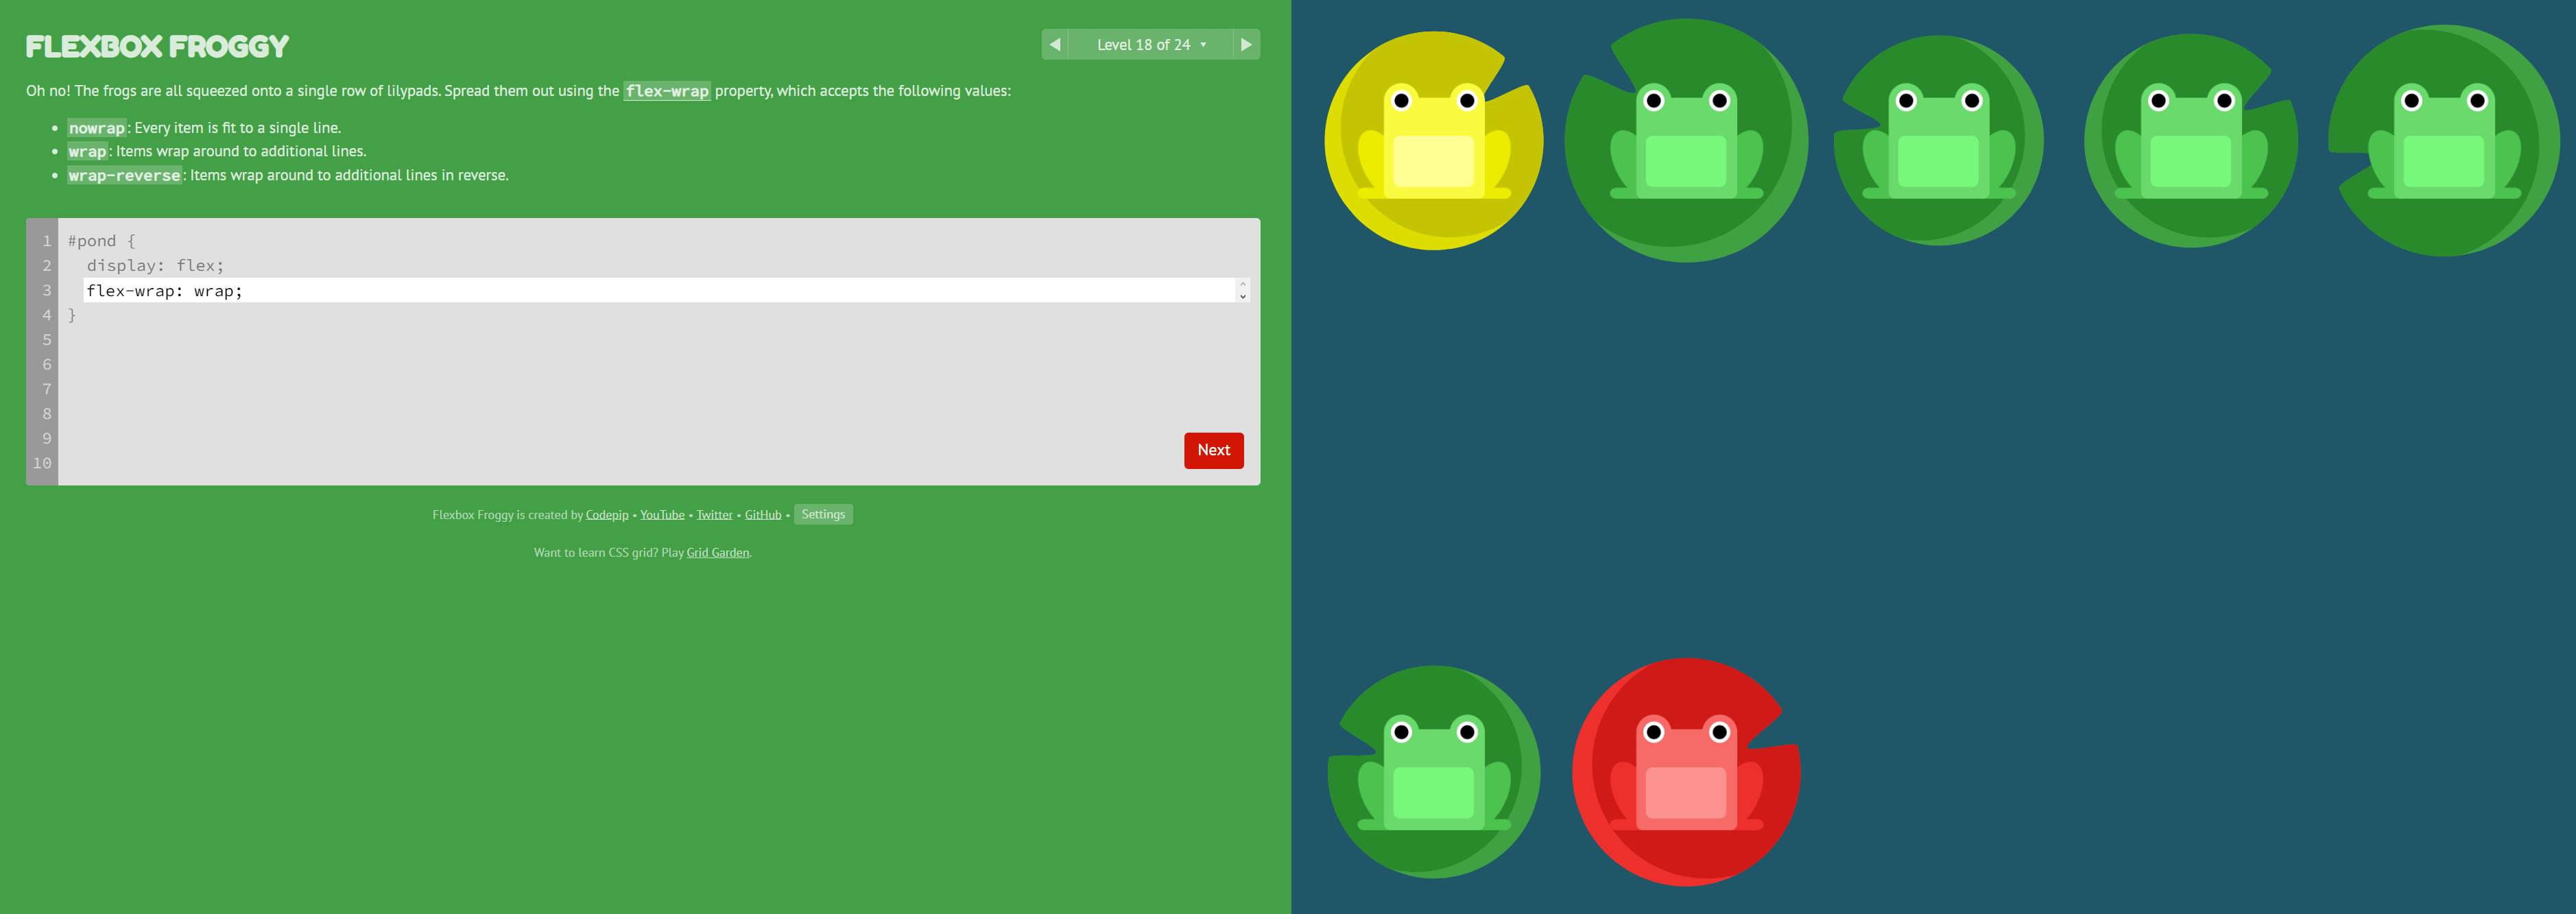 FLEXBOX FROGGY
◀ Level 18 of 24 ▼ ▶
Oh no! The frogs are all squeezed onto a single row of lilypads. Spread them out using the flex-wrap property, which accepts the following values:
• nowrap: Every item is fit to a single line.
• wrap: Items wrap around to additional lines.
• wrap-reverse: Items wrap around to additional lines in reverse.
1 #pond {
2 display: flex;
3 flex-wrap: wrap;
4 }
5
6
7
8
9
10
Next
Flexbox Froggy is created by Codepip • YouTube • Twitter • GitHub • Settings
Want to learn CSS grid? Play Grid Garden.